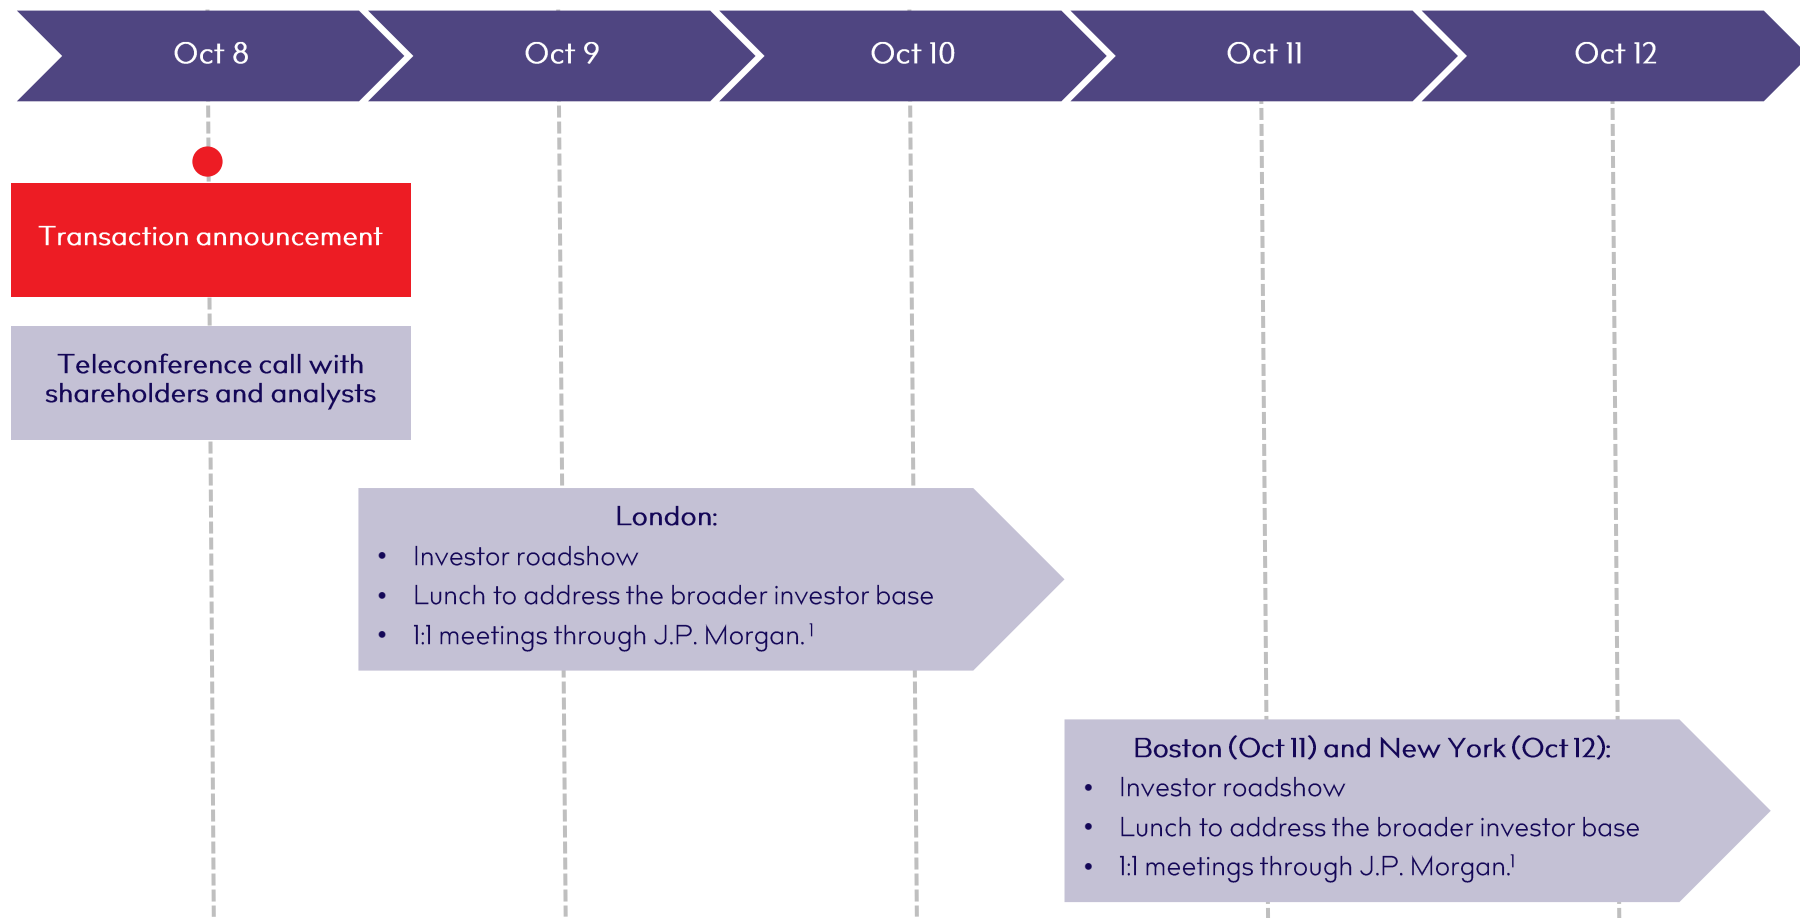 Oct 8
Oct 9
Oct 10
Oct 11
Oct 12
Transaction announcement
Teleconference call with
shareholders and analysts
London:
• Investor roadshow
• Lunch to address the broader investor base
• 1:1 meetings through J.P. Morgan.¹
Boston (Oct 11) and New York (Oct 12):
• Investor roadshow
• Lunch to address the broader investor base
• 1:1 meetings through J.P. Morgan.¹